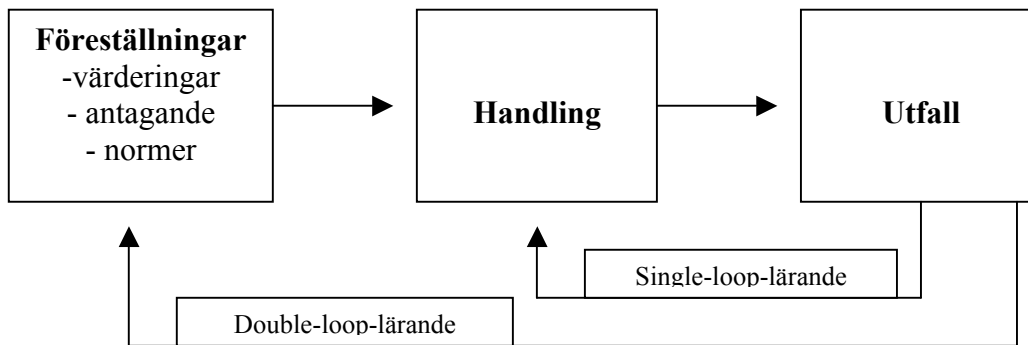 Föreställningar
-värderingar
- antagande
- normer
Handling
Utfall
Single-loop-lärande
Double-loop-lärande